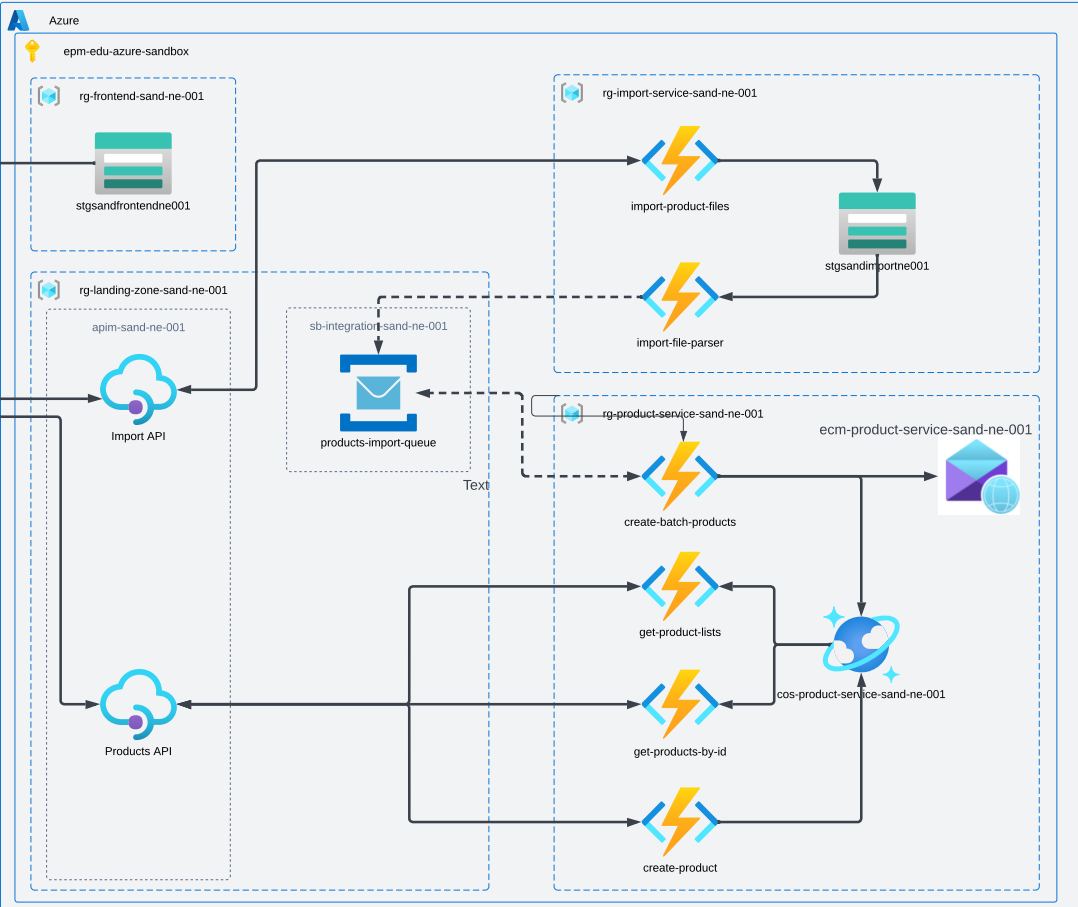 Azure
epm-edu-azure-sandbox
rg-frontend-sand-ne-001
stgsandfrontendne001
rg-import-service-sand-ne-001
import-product-files
stgsandimportne001
import-file-parser
rg-landing-zone-sand-ne-001
apim-sand-ne-001
Import API
sb-integration-sand-ne-001
products-import-queue
Text
Products API
rg-product-service-sand-ne-001
ecm-product-service-sand-ne-001
create-batch-products
get-product-lists
cos-product-service-sand-ne-001
get-products-by-id
create-product